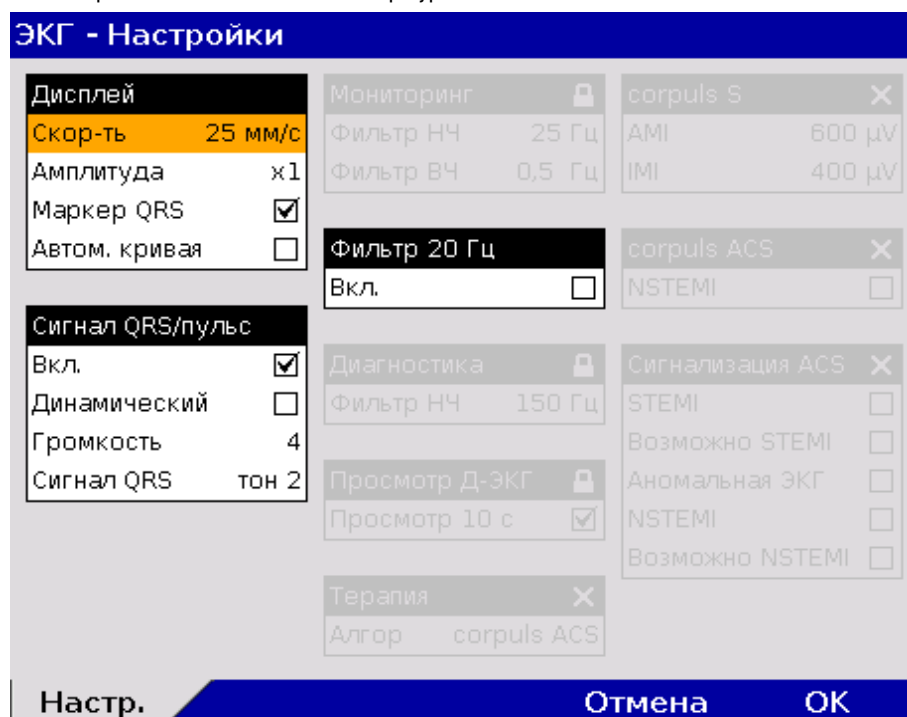 ЭКГ - Настройки
Дисплей
Скор-ть 25 мм/с
Амплитуда x1
Маркер QRS
Автом. кривая
Сигнал QRS/пульс
Вкл.
Динамический
Громкость 4
Сигнал QRS тон 2
Мониторинг
Фильтр НЧ 25 Гц
Фильтр ВЧ 0,5 Гц
Фильтр 20 Гц
Вкл.
Диагностика
Фильтр НЧ 150 Гц
Просмотр Д-ЭКГ
Просмотр 10 с
Терапия
Алгор corpuls ACS
corpuls S
AMI 600 µV
IMI 400 µV
corpuls ACS
NSTEMI
Сигнализация ACS
STEMI
Возможно STEMI
Аномальная ЭКГ
NSTEMI
Возможно NSTEMI
Настр. Отмена OK